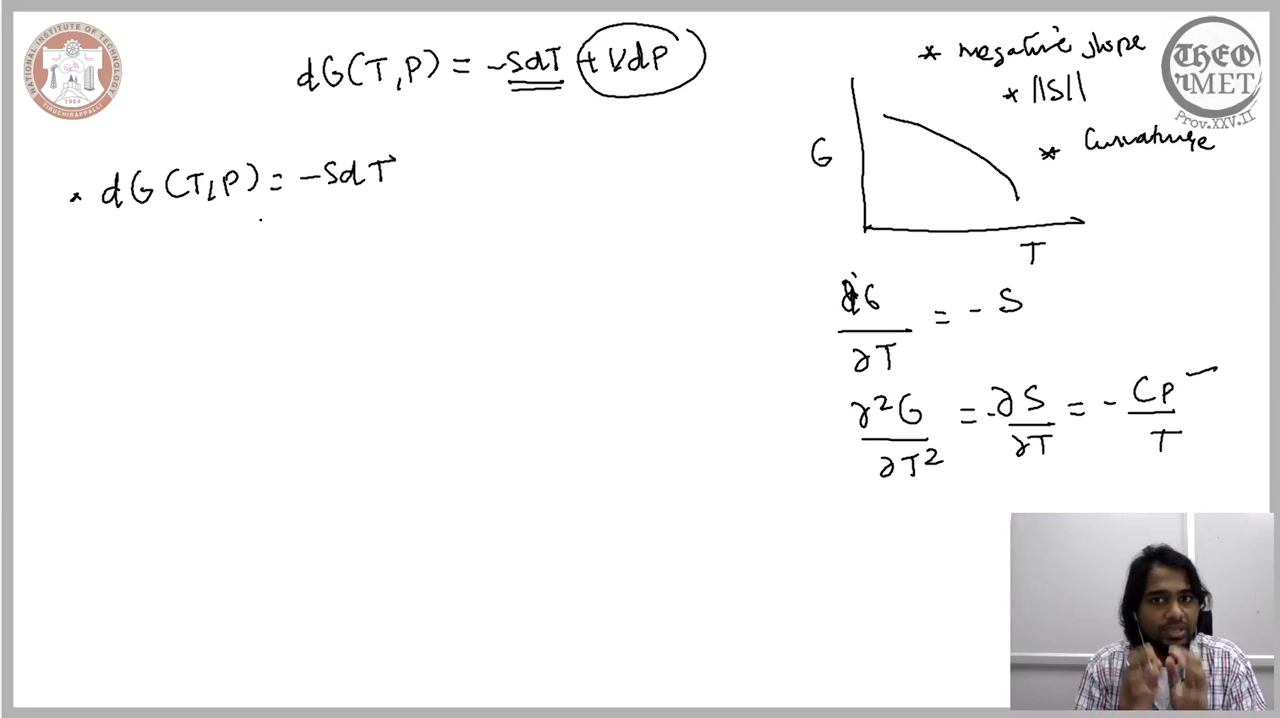 NATIONAL INSTITUTE OF TECHNOLOGY
1964
TIRUCHIRAPPALLI
dG(T,P) = -SdT + VdP
* dG(T,P) = -SdT
* negative slope
* ||S||
* Curvature
THEO
MET
Prov.XXV.II
G
T
∂G
∂T
= - S
∂²G
∂T²
= -∂S
∂T
= - CP
T